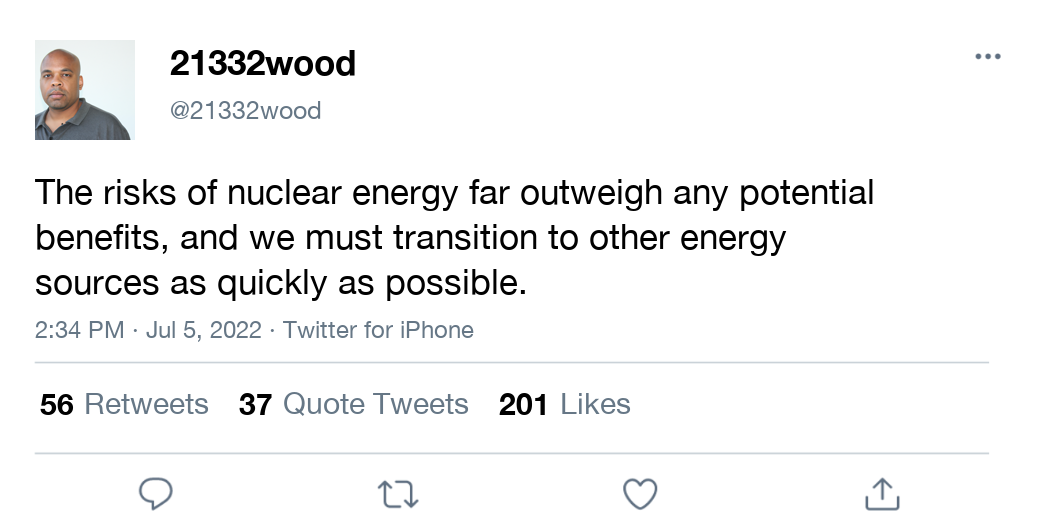 21332wood
@21332wood
The risks of nuclear energy far outweigh any potential
benefits, and we must transition to other energy
sources as quickly as possible.
2:34 PM · Jul 5, 2022 · Twitter for iPhone
56 Retweets 37 Quote Tweets 201 Likes